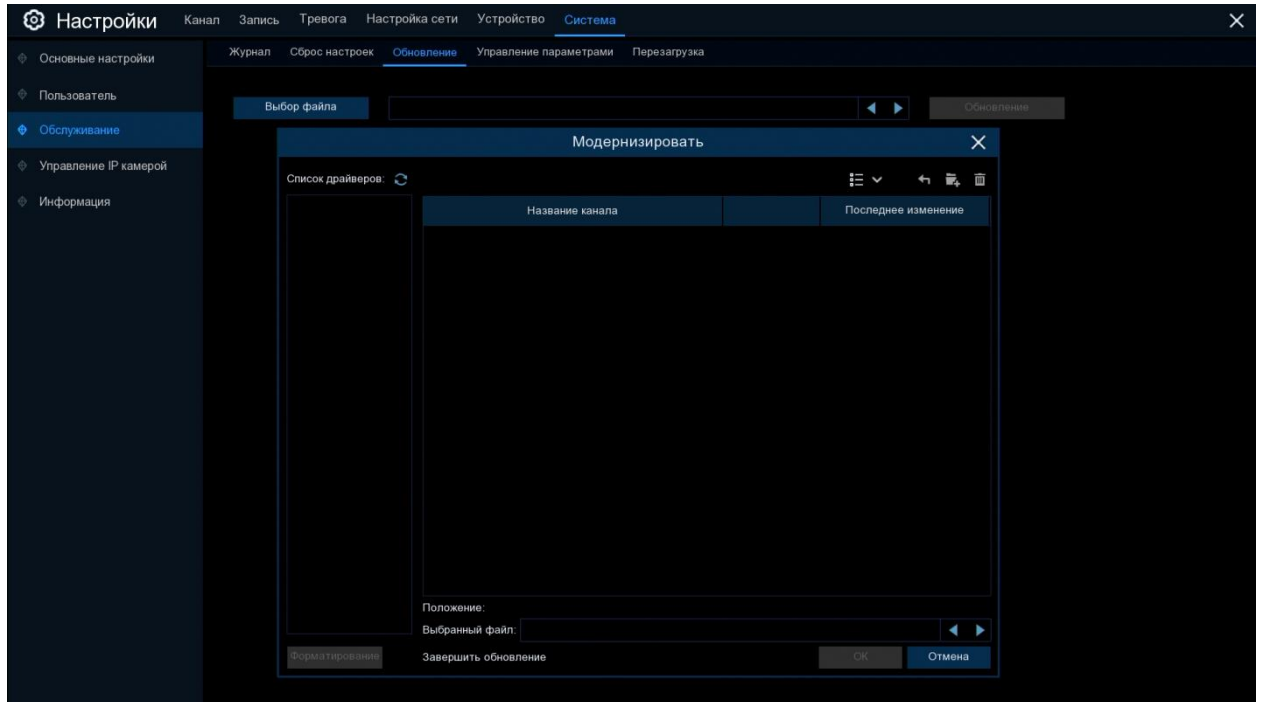 Настройки Канал Запись Тревога Настройка сети Устройство Система
Журнал Сброс настроек Обновление Управление параметрами Перезагрузка
Основные настройки
Пользователь
Обслуживание
Управление IP камерой
Информация
Выбор файла Обновление
Модернизировать
Список драйверов:
Название канала Последнее изменение
Положение:
Выбранный файл:
Форматирование Завершить обновление OK Отмена